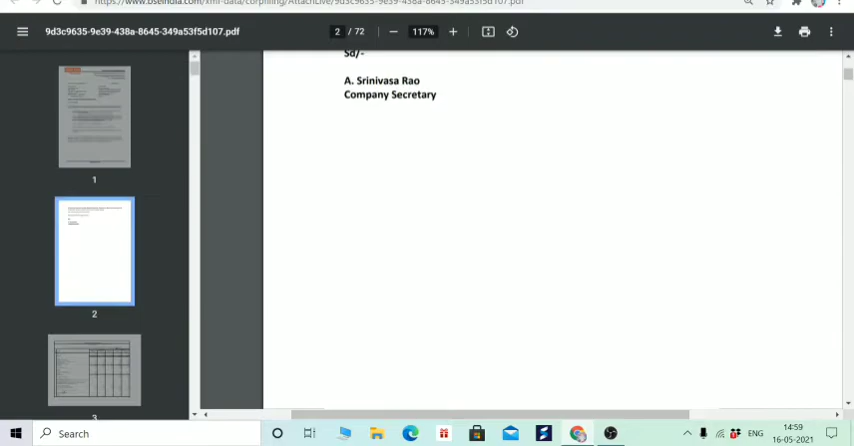 https://www.bseindia.com/xml-data/corpfiling/AttachLive/9d3c9635-9e39-438a-8645-349a53f5d107.pdf
9d3c9635-9e39-438a-8645-349a53f5d107.pdf
2 / 72
117%
Sd/-
A. Srinivasa Rao
Company Secretary
1
2
3
Search
ENG
14:59
16-05-2021